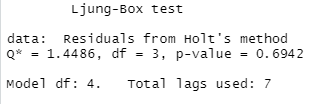 Ljung-Box test
data:  Residuals from Holt's method
Q* = 1.4486, df = 3, p-value = 0.6942
Model df: 4.   Total lags used: 7